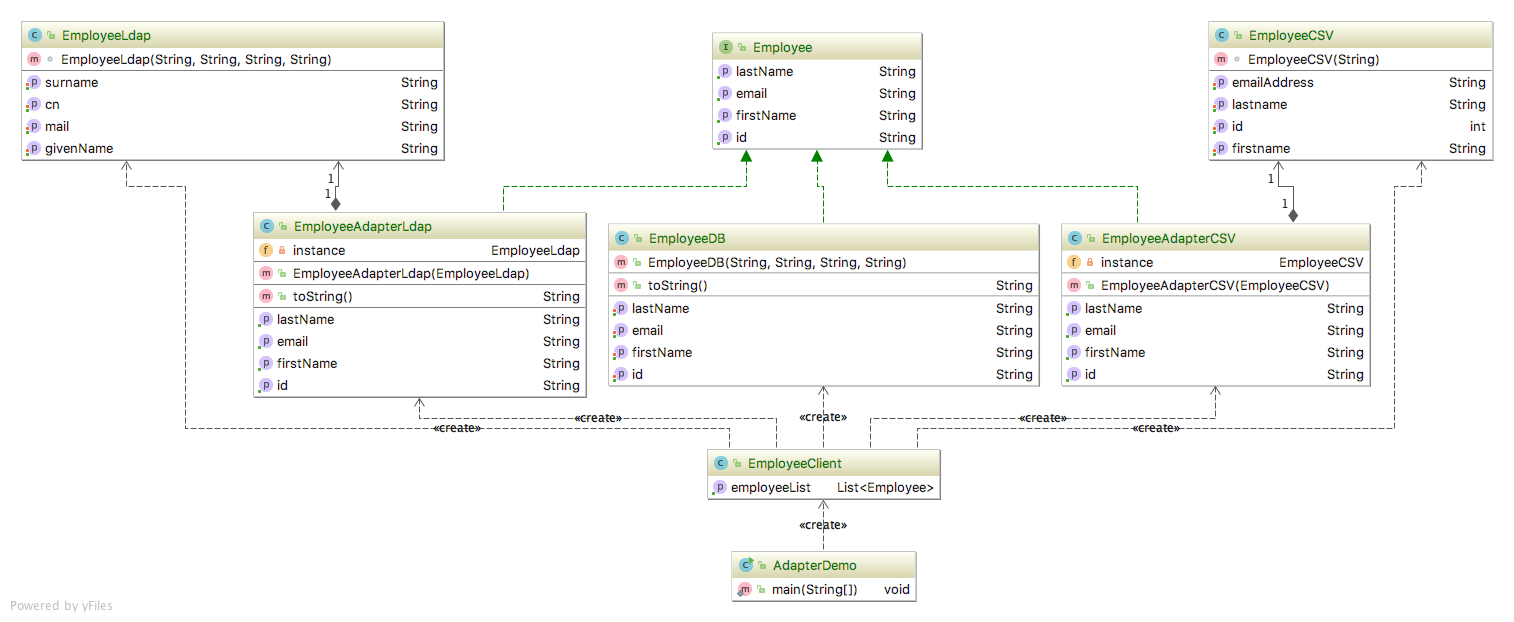 EmployeeLdap
m EmployeeLdap(String, String, String, String)
p surname String
p cn String
p mail String
p givenName String
I Employee
p lastName String
p email String
p firstName String
p id String
C EmployeeCSV
m EmployeeCSV(String)
p emailAddress String
p lastname String
p id int
p firstname String
1
1
1
1
C EmployeeAdapterLdap
f instance EmployeeLdap
m EmployeeAdapterLdap(EmployeeLdap)
m toString() String
p lastName String
p email String
p firstName String
p id String
C EmployeeDB
m EmployeeDB(String, String, String, String)
m toString() String
p lastName String
p email String
p firstName String
p id String
C EmployeeAdapterCSV
f instance EmployeeCSV
m EmployeeAdapterCSV(EmployeeCSV)
p lastName String
p email String
p firstName String
p id String
«create»
«create»
«create»
«create»
«create»
C EmployeeClient
p employeeList List<Employee>
«create»
C AdapterDemo
m main(String[]) void
Powered by yFiles